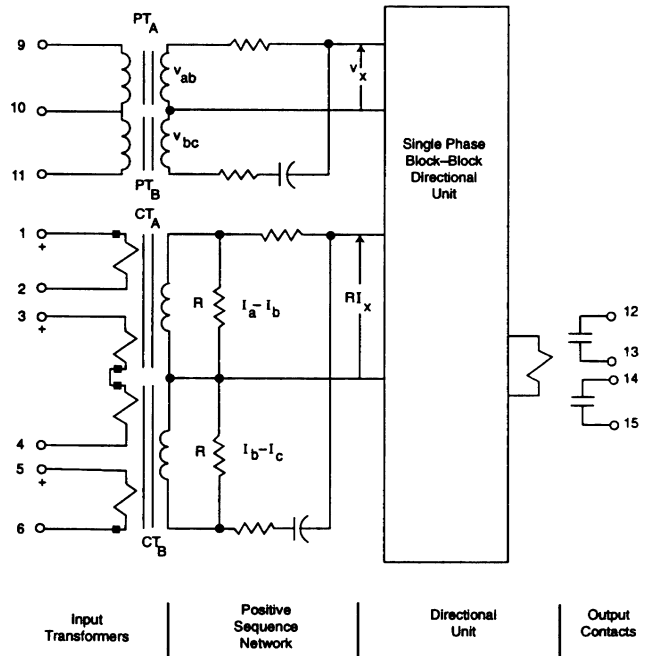 PT_A
9
v_ab
v_x
10
v_bc
11
PT_B
Single Phase
Block–Block
Directional
Unit
CT_A
1
+
2
3
+
R
I_a – I_b
RI_x
4
5
+
6
R
I_b – I_c
CT_B
12
13
14
15
Input
Transformers
Positive
Sequence
Network
Directional
Unit
Output
Contacts